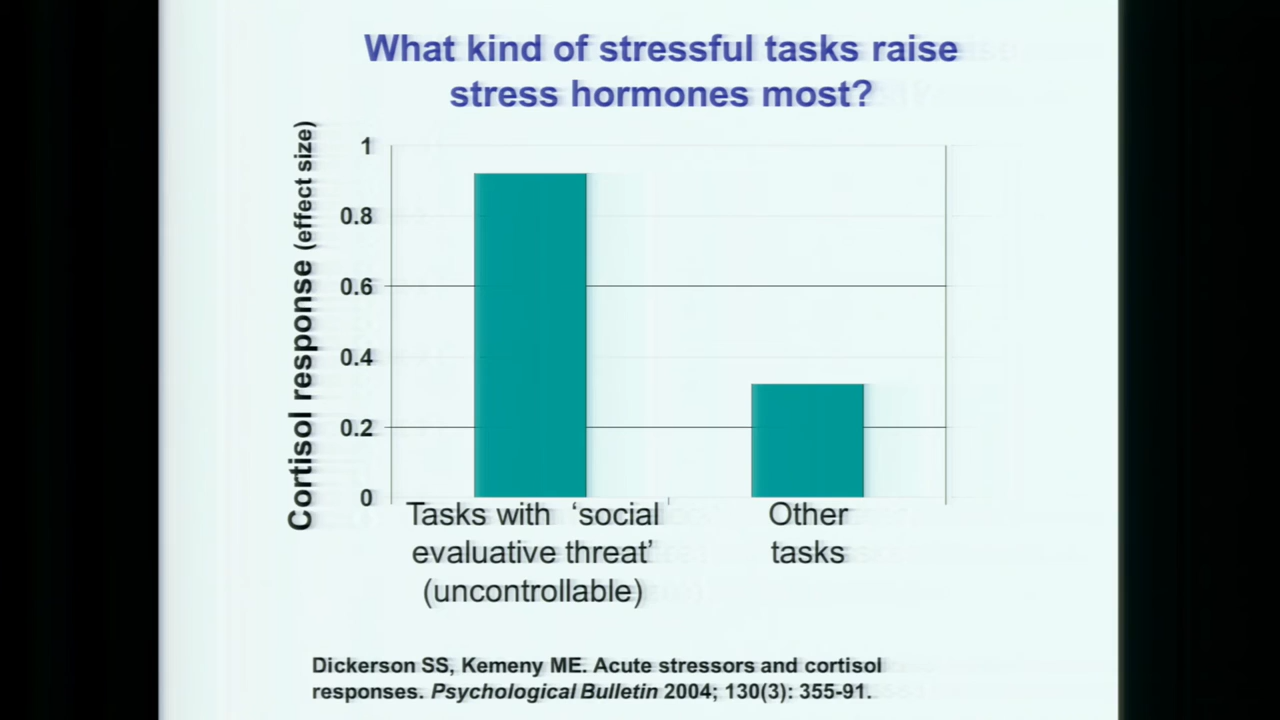 What kind of stressful tasks raise
stress hormones most?
Cortisol response (effect size)
1
0.8
0.6
0.4
0.2
0
Tasks with ‘social
evaluative threat’
(uncontrollable)
Other
tasks
Dickerson SS, Kemeny ME. Acute stressors and cortisol
responses. Psychological Bulletin 2004; 130(3): 355-91.